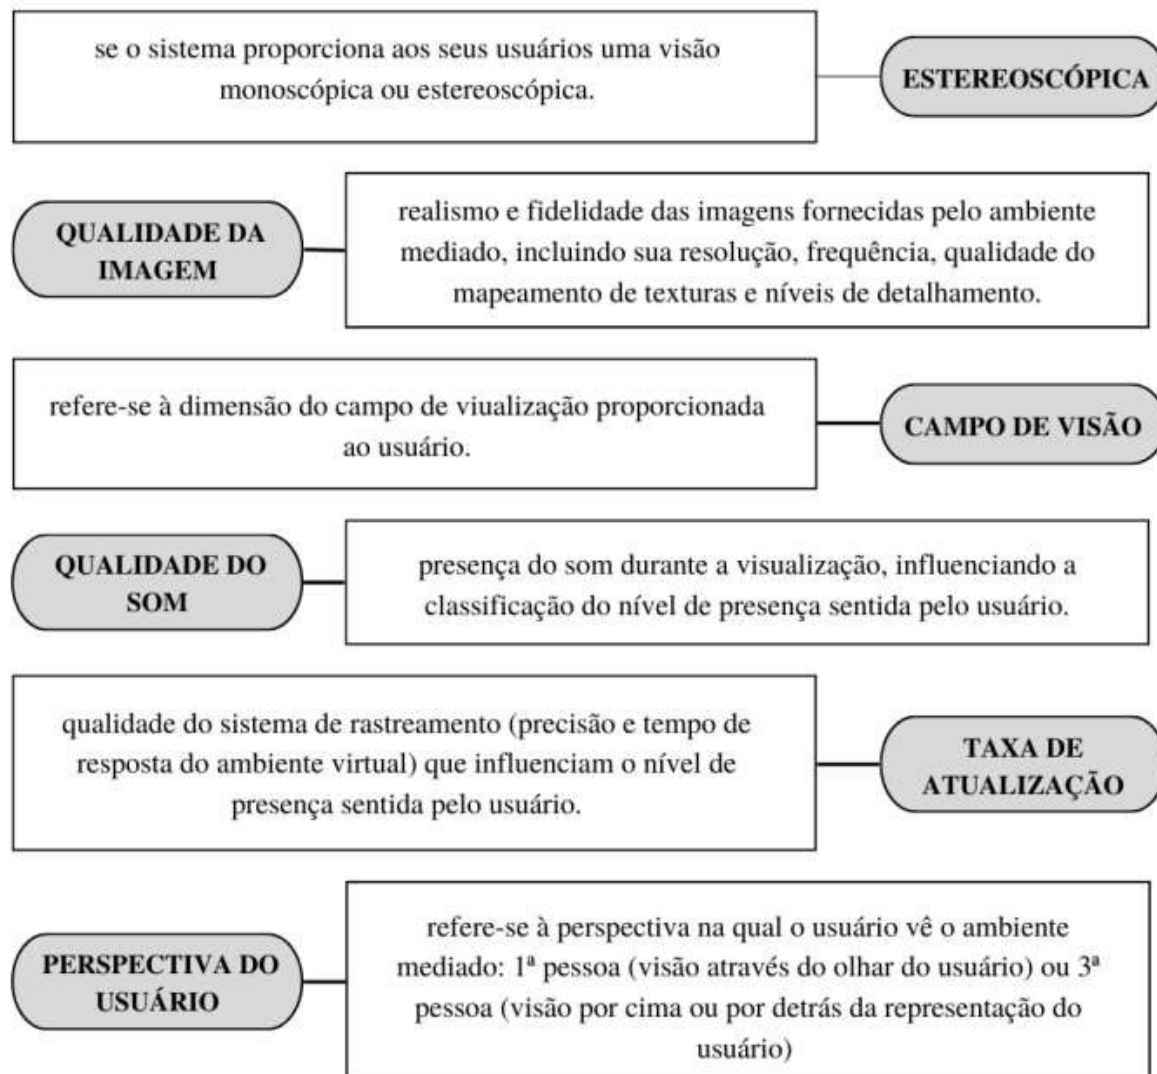 se o sistema proporciona aos seus usuários uma visão
monoscópica ou estereoscópica.
ESTEREOSCÓPICA
QUALIDADE DA
IMAGEM
realismo e fidelidade das imagens fornecidas pelo ambiente
mediado, incluindo sua resolução, frequência, qualidade do
mapeamento de texturas e níveis de detalhamento.
refere-se à dimensão do campo de viualização proporcionada
ao usuário.
CAMPO DE VISÃO
QUALIDADE DO
SOM
presença do som durante a visualização, influenciando a
classificação do nível de presença sentida pelo usuário.
qualidade do sistema de rastreamento (precisão e tempo de
resposta do ambiente virtual) que influenciam o nível de
presença sentida pelo usuário.
TAXA DE
ATUALIZAÇÃO
PERSPECTIVA DO
USUÁRIO
refere-se à perspectiva na qual o usuário vê o ambiente
mediado: 1ª pessoa (visão através do olhar do usuário) ou 3ª
pessoa (visão por cima ou por detrás da representação do
usuário)